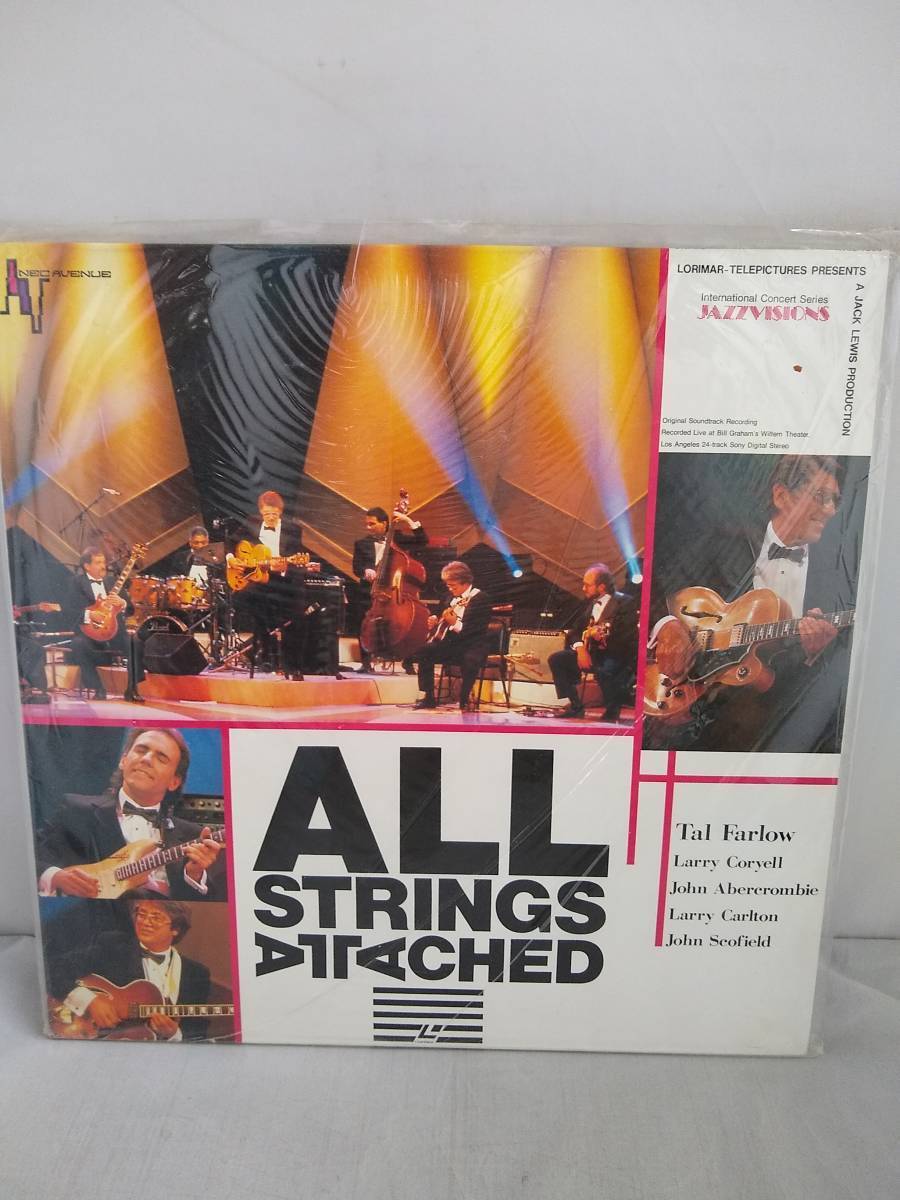 NEC AVENUE
LORIMAR-TELEPICTURES PRESENTS
A JACK LEWIS PRODUCTION
International Concert Series
JAZZVISIONS
Original Soundtrack Recording
Recorded Live at Bill Graham's Wiltern Theater.
Los Angeles 24-track Sony Digital Stereo
ALL
STRINGS
ATTACHED
Tal Farlow
Larry Coryell
John Abercrombie
Larry Carlton
John Scofield